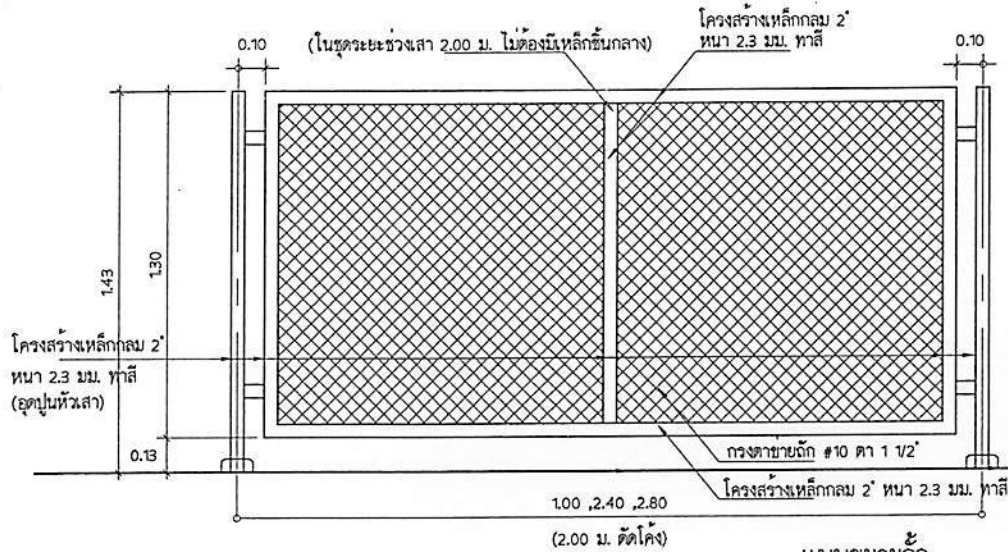 0.10
(ในชุดระยะช่วงเสา 2.00 ม. ไม่ต้องมีเหล็กชิ้นกลาง)
โครงสร้างเหล็กกลม 2"
หนา 2.3 มม. ทาสี
0.10
1.43
1.30
โครงสร้างเหล็กกลม 2"
หนา 2.3 มม. ทาสี
(อุดปูนหัวเสา)
0.13
กรงตาข่ายถัก #10 ตา 1 1/2"
โครงสร้างเหล็กกลม 2" หนา 2.3 มม. ทาสี
1.00 ,2.40 ,2.80
(2.00 ม. ดัดโค้ง)